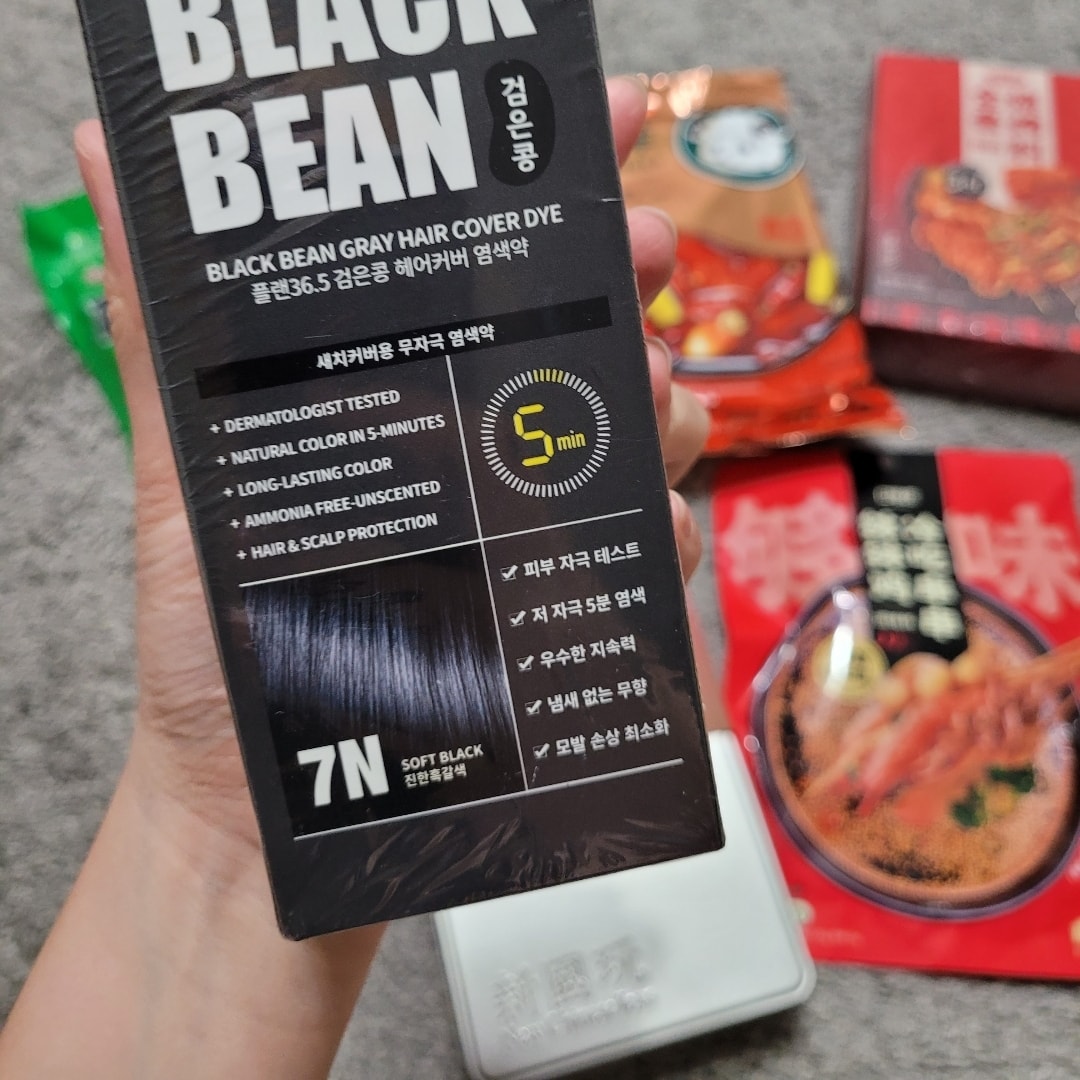 BLACK
BEAN
검은콩
BLACK BEAN GRAY HAIR COVER DYE
플랜36.5 검은콩 헤어커버 염색약
새치커버용 무자극 염색약
+ DERMATOLOGIST TESTED
+ NATURAL COLOR IN 5-MINUTES
+ LONG-LASTING COLOR
+ AMMONIA FREE-UNSCENTED
+ HAIR & SCALP PROTECTION
5 min
피부 자극 테스트
저 자극 5분 염색
우수한 지속력
냄새 없는 무향
모발 손상 최소화
7N
SOFT BLACK
진한흑갈색
够味